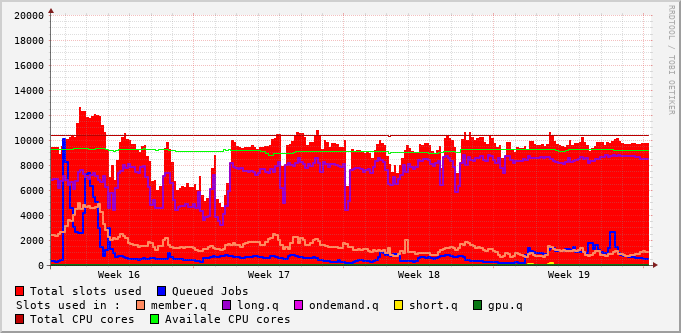 20000
18000
16000
14000
12000
10000
8000
6000
4000
2000
0
Week 16 Week 17 Week 18 Week 19
Total slots used Queued Jobs
Slots used in : member.q long.q ondemand.q short.q gpu.q
Total CPU cores Availale CPU cores
RRDTOOL / TOBI OETIKER